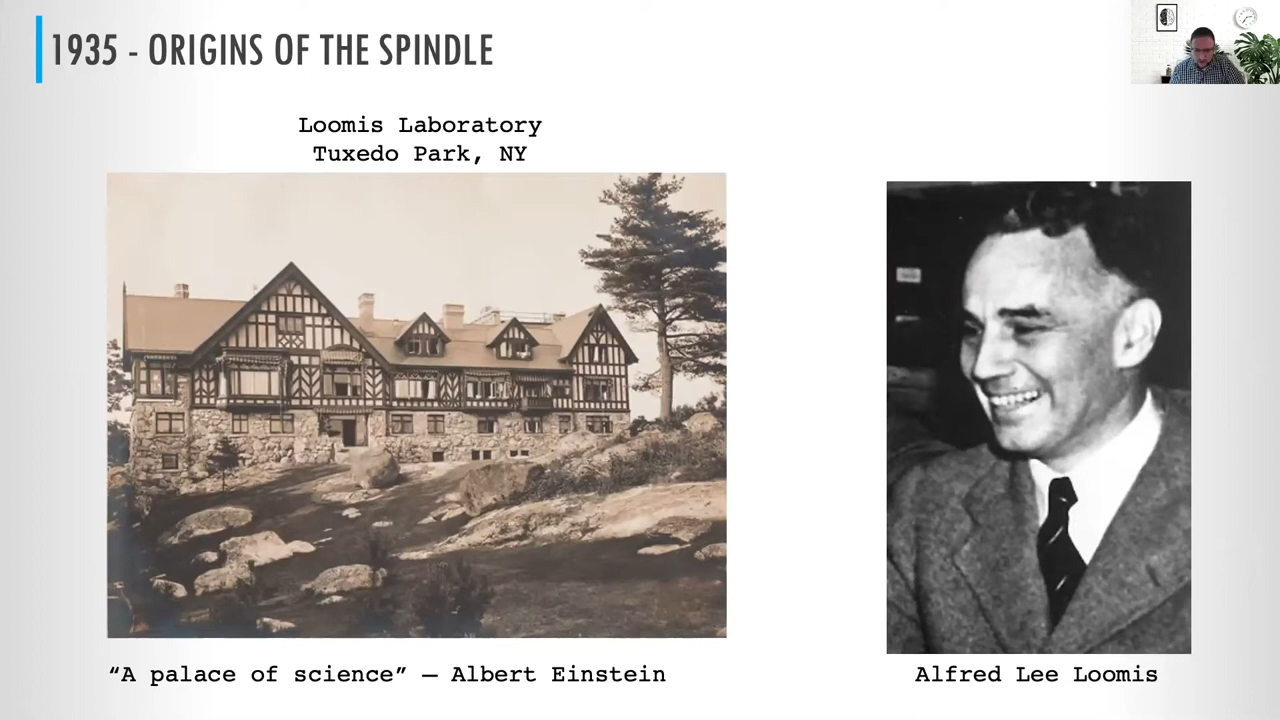 1935 - ORIGINS OF THE SPINDLE
Loomis Laboratory
Tuxedo Park, NY
“A palace of science” – Albert Einstein
Alfred Lee Loomis